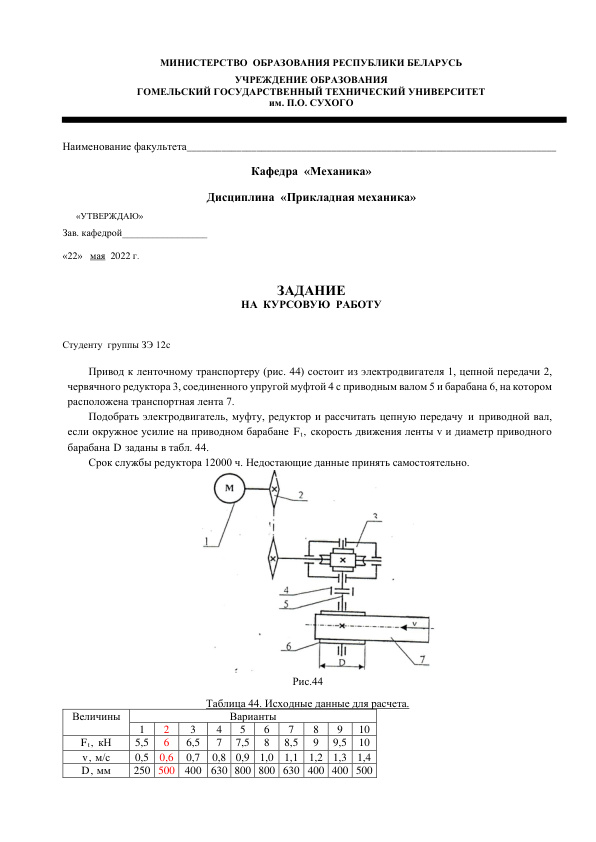 МИНИСТЕРСТВО ОБРАЗОВАНИЯ РЕСПУБЛИКИ БЕЛАРУСЬ
УЧРЕЖДЕНИЕ ОБРАЗОВАНИЯ
ГОМЕЛЬСКИЙ ГОСУДАРСТВЕННЫЙ ТЕХНИЧЕСКИЙ УНИВЕРСИТЕТ
им. П.О. СУХОГО
Наименование факультета____________________
Кафедра «Механика»
Дисциплина «Прикладная механика»
«УТВЕРЖДАЮ»
Зав. кафедрой_________________
«22» мая 2022 г.
ЗАДАНИЕ
НА КУРСОВУЮ РАБОТУ
Студенту группы ЗЭ 12с
Привод к ленточному транспортеру (рис. 44) состоит из электродвигателя 1, цепной передачи 2,
червячного редуктора 3, соединенного упругой муфтой 4 с приводным валом 5 и барабана 6, на котором
расположена транспортная лента 7.
Подобрать электродвигатель, муфту, редуктор и рассчитать цепную передачу и приводной вал,
если окружное усилие на приводном барабане F₁, скорость движения ленты v и диаметр приводного
барабана D заданы в табл. 44.
Срок службы редуктора 12000 ч. Недостающие данные принять самостоятельно.
М
2
1
3
4
5
v
6
D
7
Рис.44
Таблица 44. Исходные данные для расчета.
Величины Варианты
1 2 3 4 5 6 7 8 9 10
F₁, кН 5,5 6 6,5 7 7,5 8 8,5 9 9,5 10
v, м/с 0,5 0,6 0,7 0,8 0,9 1,0 1,1 1,2 1,3 1,4
D, мм 250 500 400 630 800 800 630 400 400 500